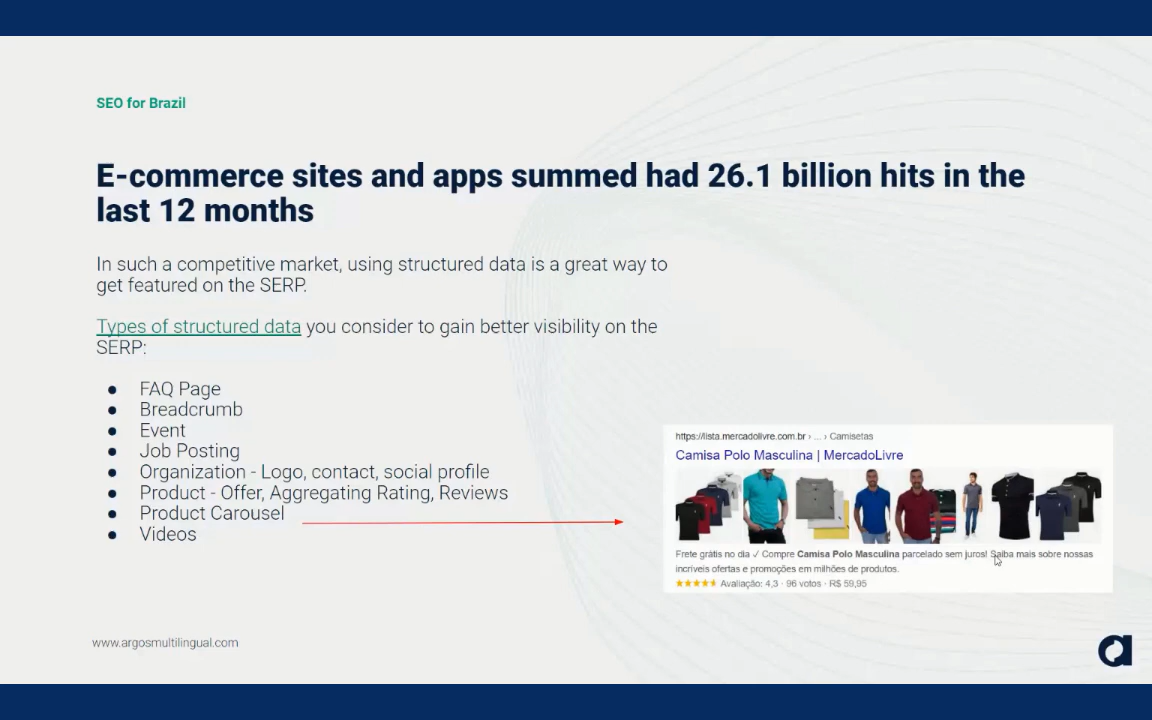 SEO for Brazil
E-commerce sites and apps summed had 26.1 billion hits in the
last 12 months
In such a competitive market, using structured data is a great way to
get featured on the SERP.
Types of structured data you consider to gain better visibility on the
SERP:
● FAQ Page
● Breadcrumb
● Event
● Job Posting
● Organization - Logo, contact, social profile
● Product - Offer, Aggregating Rating, Reviews
● Product Carousel
● Videos
https://lista.mercadolivre.com.br › ... › Camisetas
Camisa Polo Masculina | MercadoLivre
Frete grátis no dia ✓ Compre Camisa Polo Masculina parcelado sem juros! Saiba mais sobre nossas
incríveis ofertas e promoções em milhões de produtos.
Avaliação: 4,3 · 96 votos · R$ 59,95
www.argosmultilingual.com